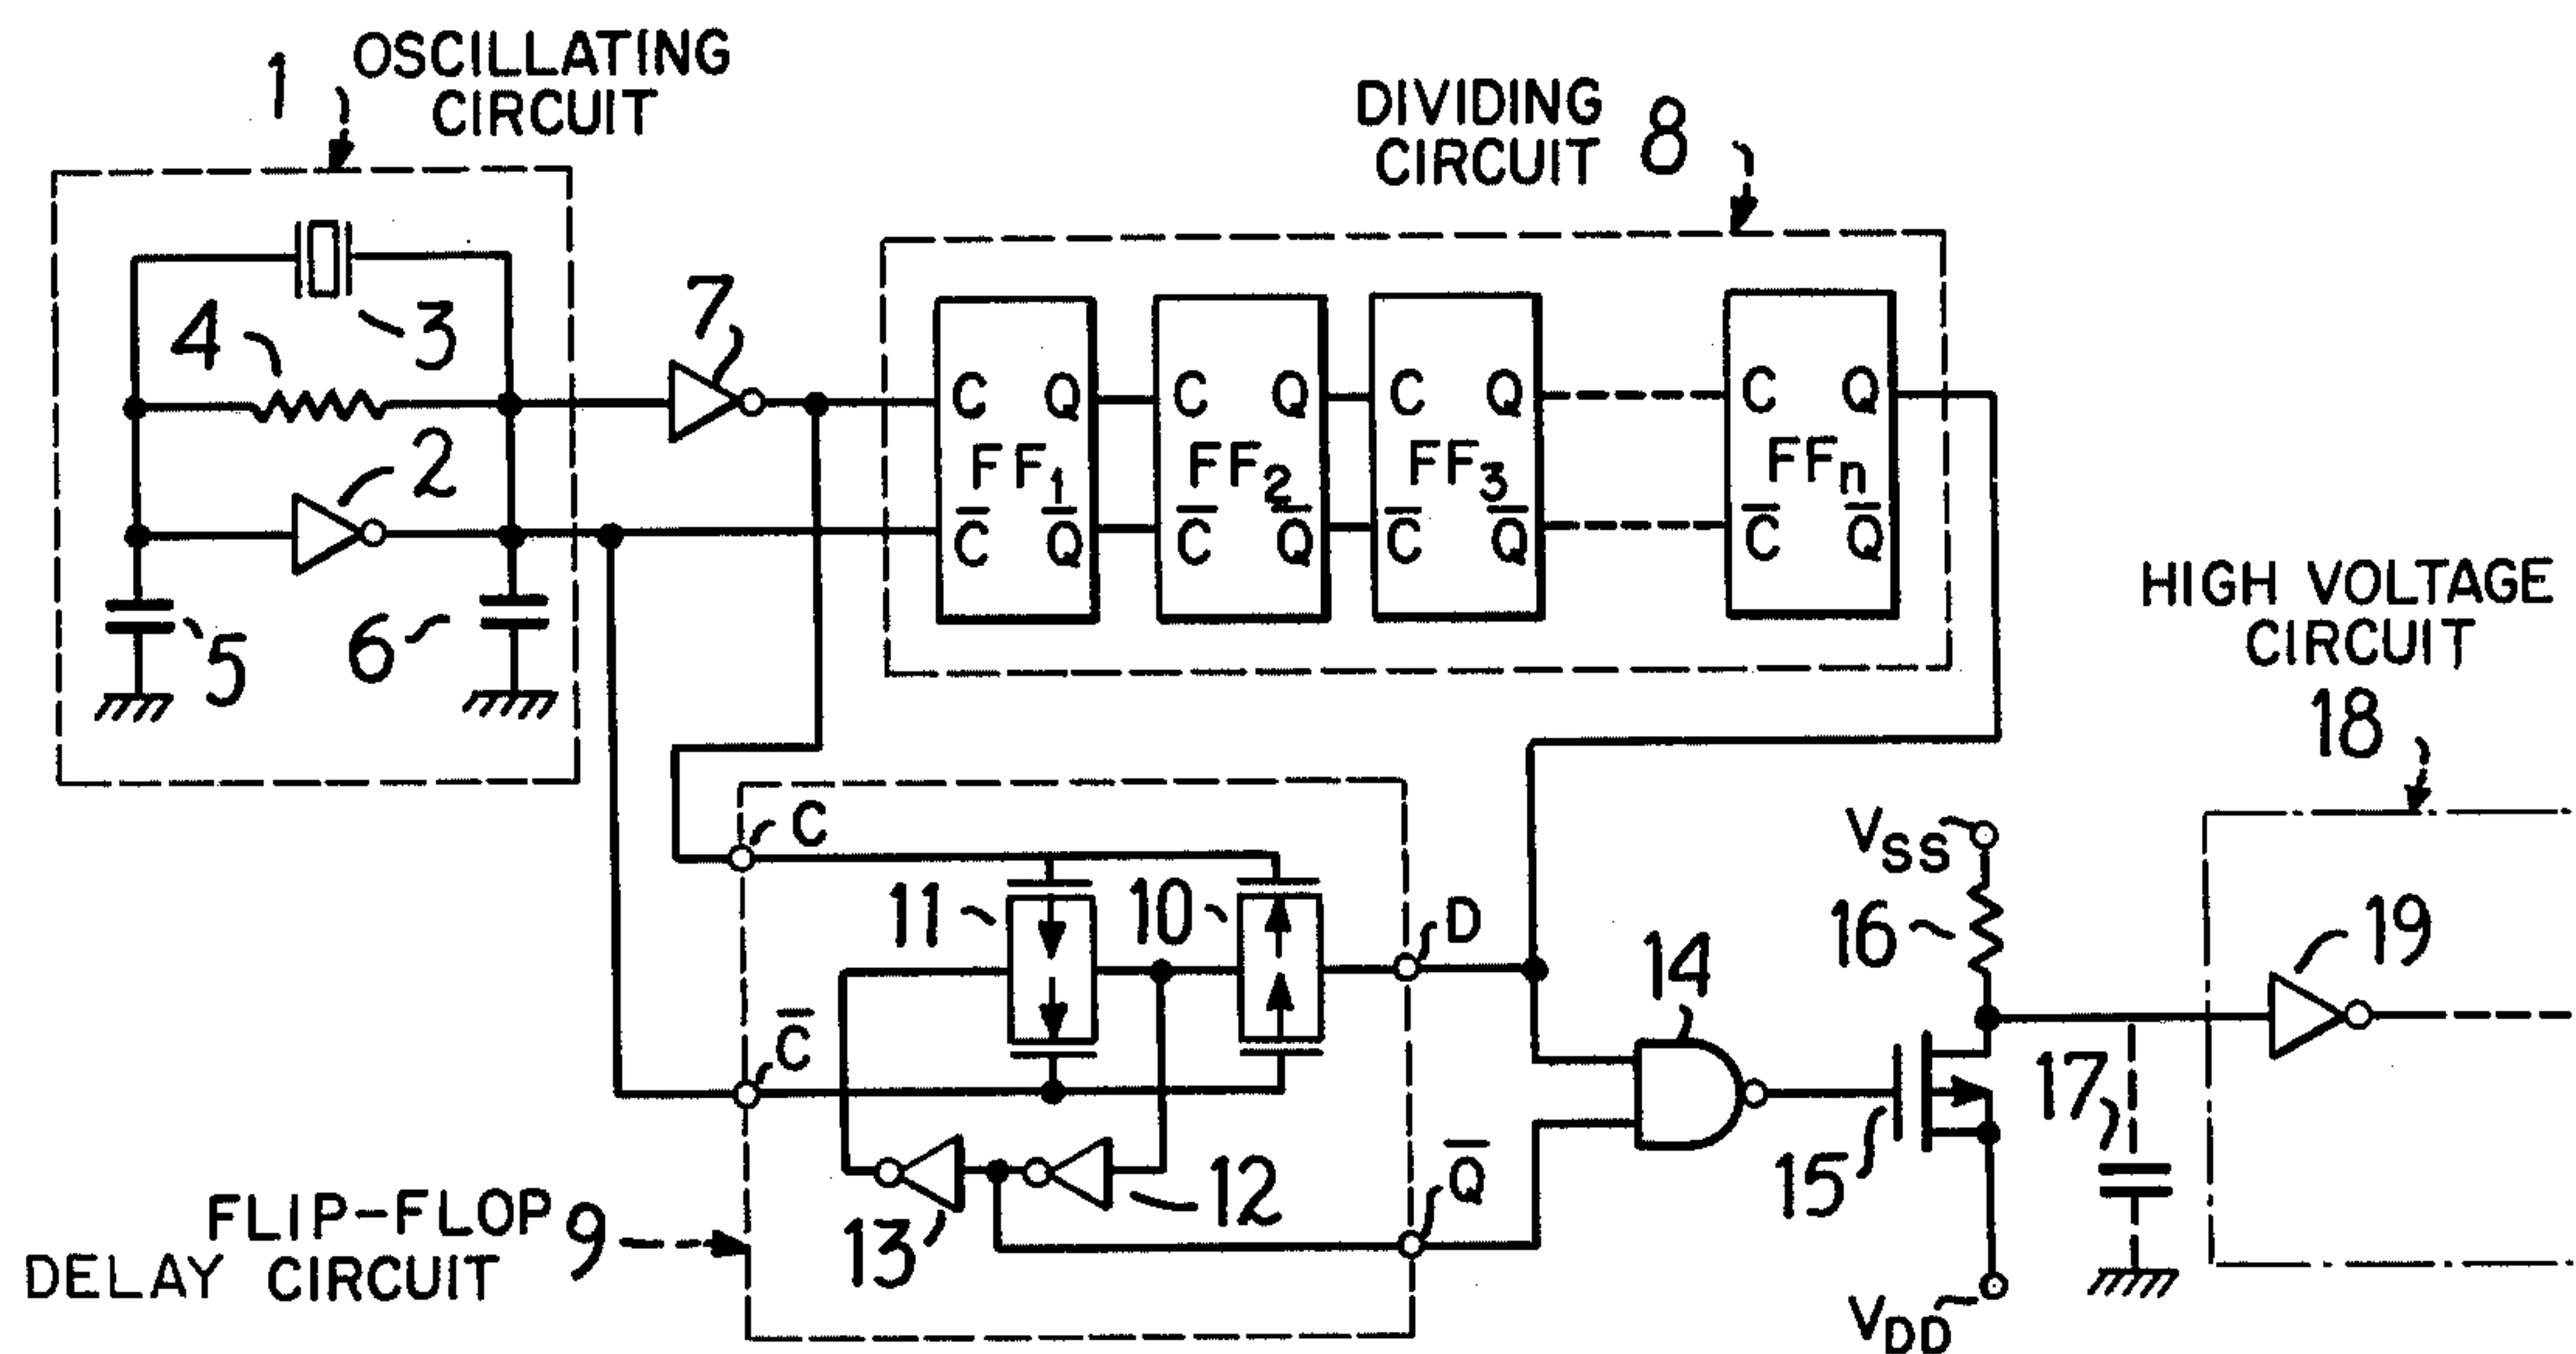 1 OSCILLATING
CIRCUIT
DIVIDING
CIRCUIT 8
3
4
7
2
5
6
C Q C Q C Q C Q
FF1 FF2 FF3 FFn
C̅ Q̅ C̅ Q̅ C̅ Q̅ C̅ Q̅
HIGH VOLTAGE
CIRCUIT
18
C
11
10
D
C̅
14
VSS
16
19
17
15
13
12
Q̅
VDD
FLIP-FLOP
DELAY CIRCUIT 9